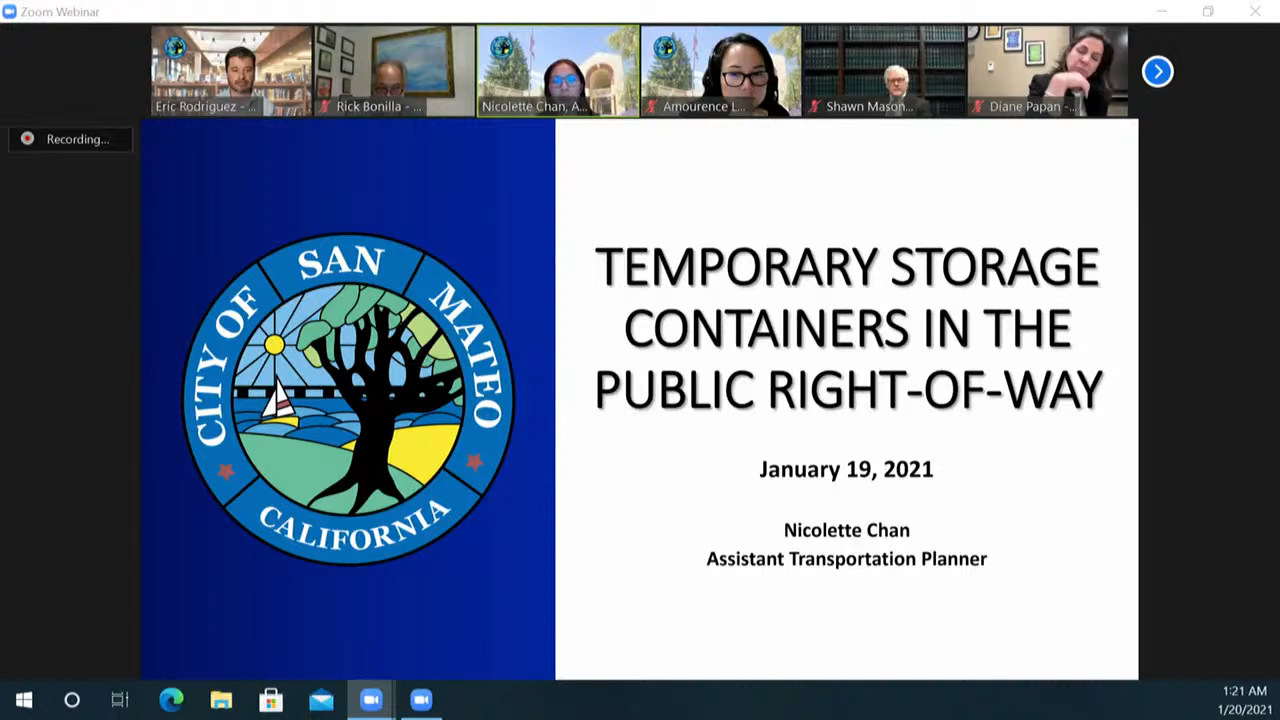 Zoom Webinar
Eric Rodriguez - ...
Rick Bonilla - ...
Nicolette Chan, A...
Amourence L...
Shawn Mason...
Diane Papan -...
Recording...
CITY OF SAN MATEO
CALIFORNIA
TEMPORARY STORAGE
CONTAINERS IN THE
PUBLIC RIGHT-OF-WAY
January 19, 2021
Nicolette Chan
Assistant Transportation Planner
1:21 AM
1/20/2021